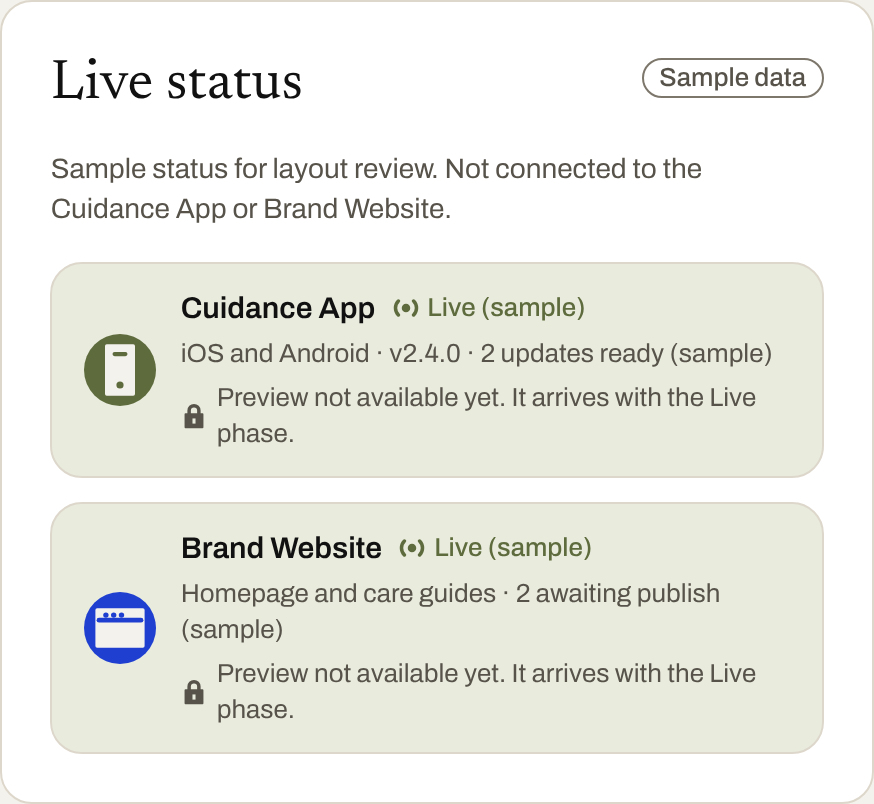 Live status
Sample data
Sample status for layout review. Not connected to the
Cuidance App or Brand Website.
Cuidance App
Live (sample)
iOS and Android · v2.4.0 · 2 updates ready (sample)
Preview not available yet. It arrives with the Live
phase.
Brand Website
Live (sample)
Homepage and care guides · 2 awaiting publish
(sample)
Preview not available yet. It arrives with the Live
phase.